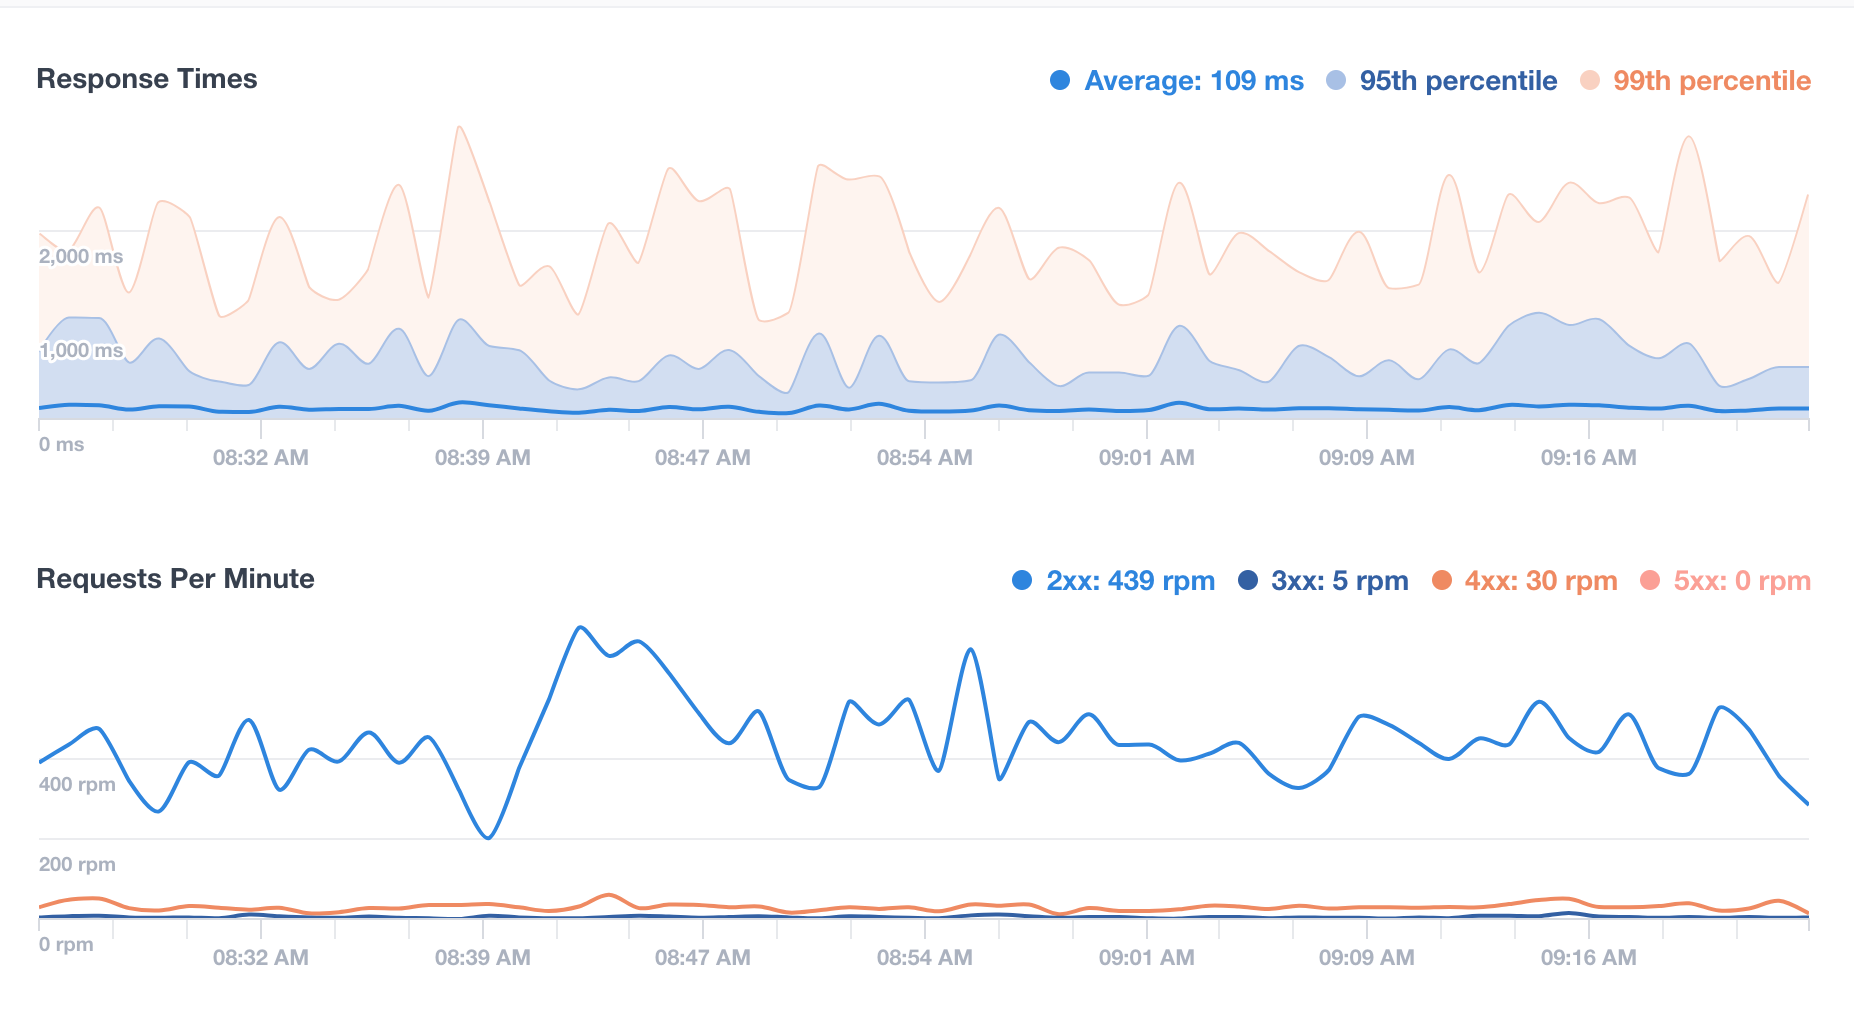 Response Times
Average: 109 ms 95th percentile 99th percentile
2,000 ms
1,000 ms
0 ms
08:32 AM 08:39 AM 08:47 AM 08:54 AM 09:01 AM 09:09 AM 09:16 AM
Requests Per Minute
2xx: 439 rpm 3xx: 5 rpm 4xx: 30 rpm 5xx: 0 rpm
400 rpm
200 rpm
0 rpm
08:32 AM 08:39 AM 08:47 AM 08:54 AM 09:01 AM 09:09 AM 09:16 AM